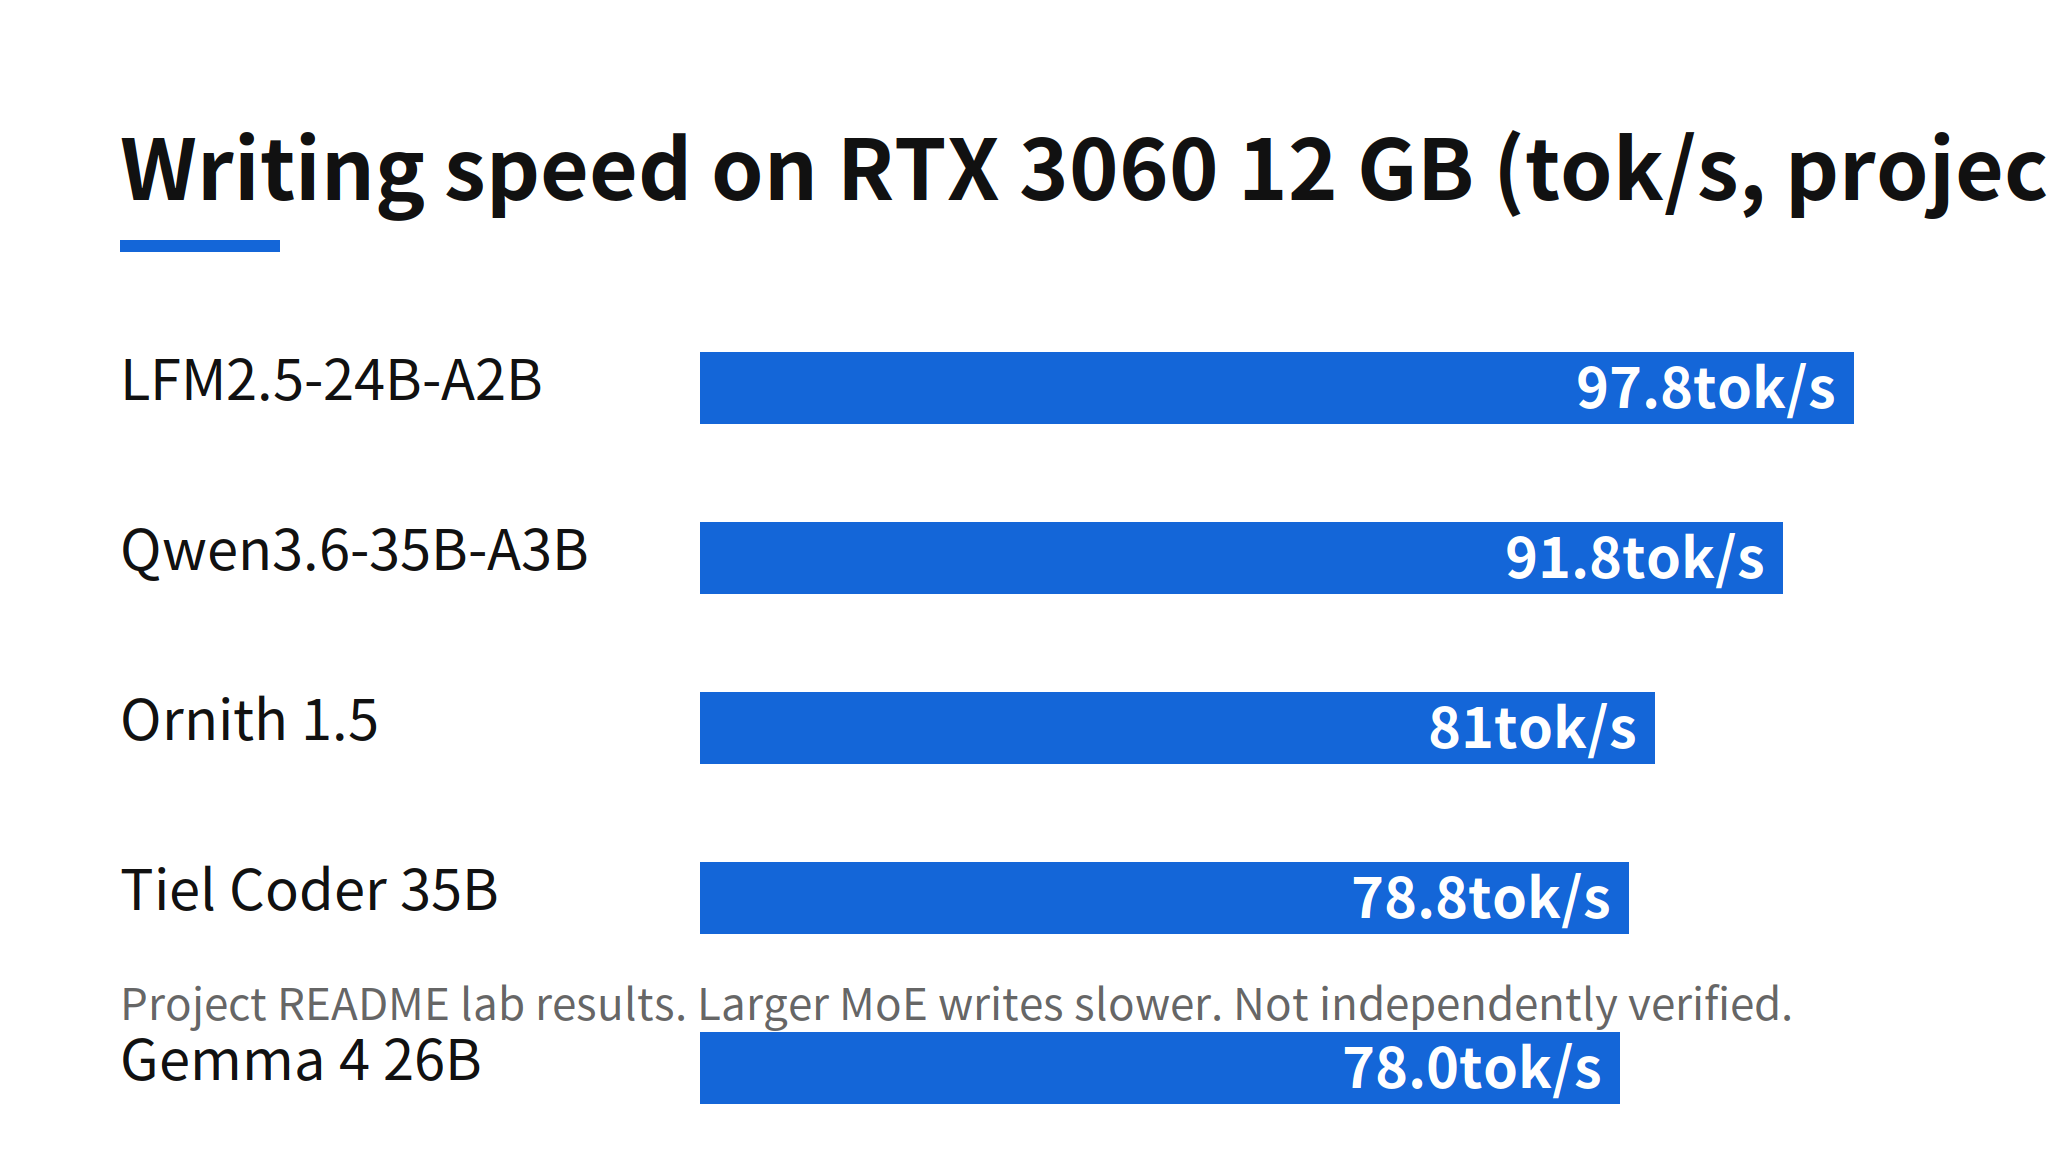 Writing speed on RTX 3060 12 GB (tok/s, projec
LFM2.5-24B-A2B
97.8tok/s
Qwen3.6-35B-A3B
91.8tok/s
Ornith 1.5
81tok/s
Tiel Coder 35B
78.8tok/s
Project README lab results. Larger MoE writes slower. Not independently verified.
Gemma 4 26B
78.0tok/s